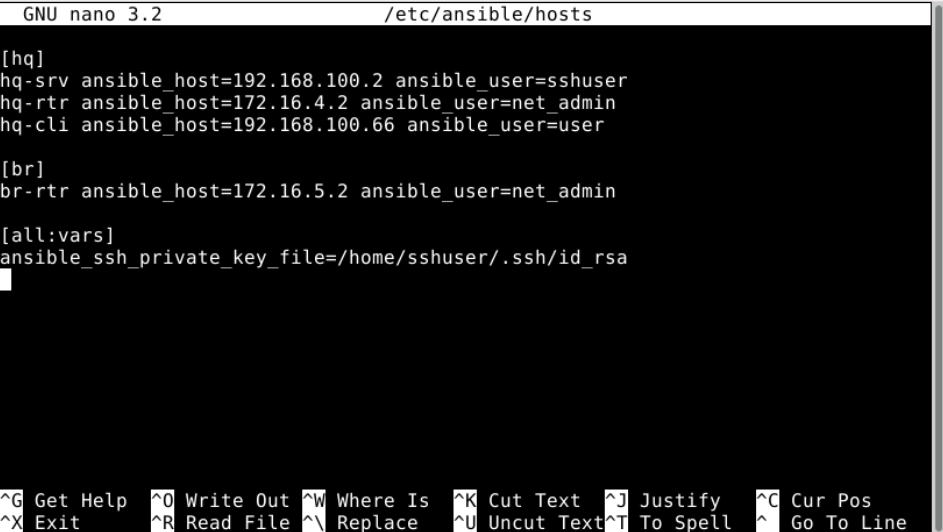 GNU nano 3.2 /etc/ansible/hosts
[hq]
hq-srv ansible_host=192.168.100.2 ansible_user=sshuser
hq-rtr ansible_host=172.16.4.2 ansible_user=net_admin
hq-cli ansible_host=192.168.100.66 ansible_user=user
[br]
br-rtr ansible_host=172.16.5.2 ansible_user=net_admin
[all:vars]
ansible_ssh_private_key_file=/home/sshuser/.ssh/id_rsa
^G Get Help ^O Write Out ^W Where Is ^K Cut Text ^J Justify ^C Cur Pos
^X Exit ^R Read File ^\ Replace ^U Uncut Text ^T To Spell ^ Go To Line